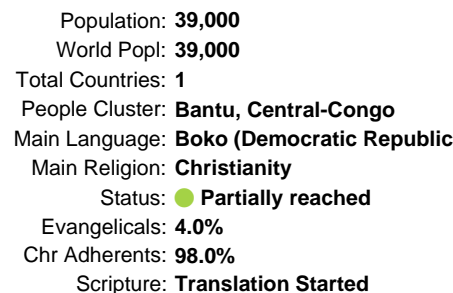 Population: 39,000
World Popl: 39,000
Total Countries: 1
People Cluster: Bantu, Central-Congo
Main Language: Boko (Democratic Republic
Main Religion: Christianity
Status: Partially reached
Evangelicals: 4.0%
Chr Adherents: 98.0%
Scripture: Translation Started